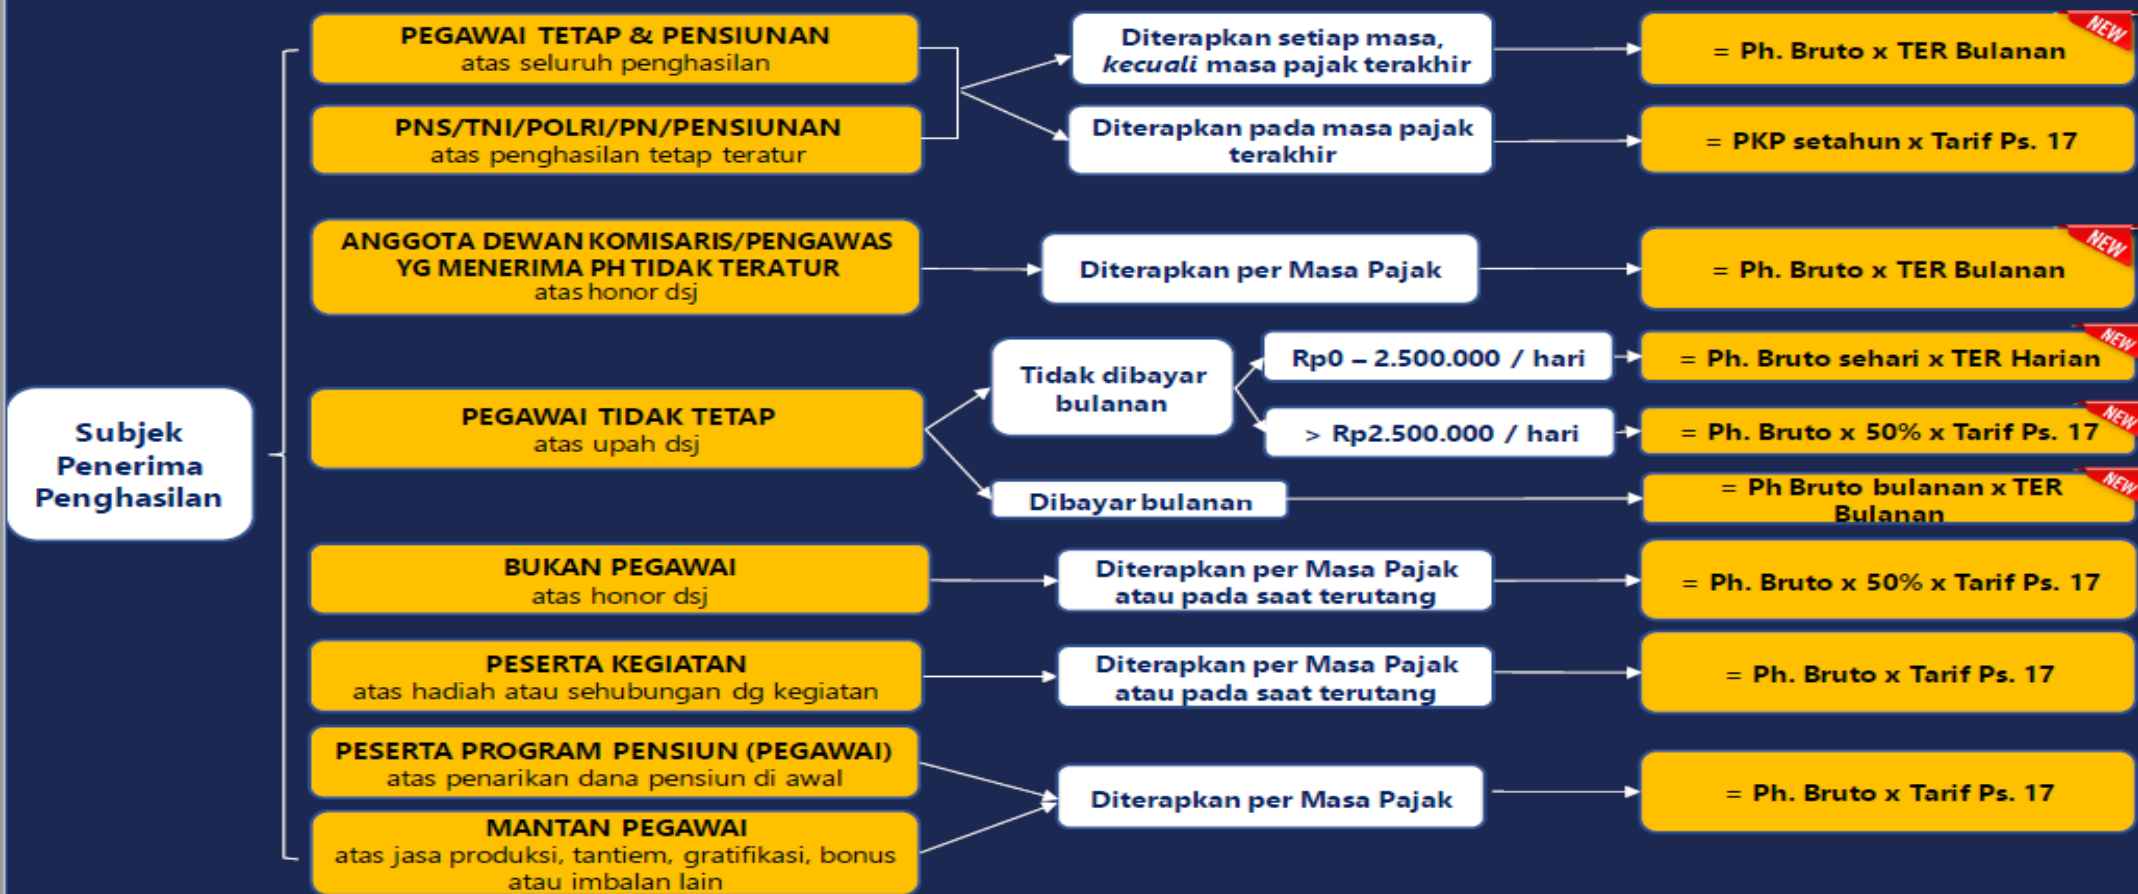 Subjek
Penerima
Penghasilan
PEGAWAI TETAP & PENSIUNAN
atas seluruh penghasilan
PNS/TNI/POLRI/PN/PENSIUNAN
atas penghasilan tetap teratur
Diterapkan setiap masa,
kecuali masa pajak terakhir
= Ph. Bruto x TER Bulanan
NEW
Diterapkan pada masa pajak
terakhir
= PKP setahun x Tarif Ps. 17
ANGGOTA DEWAN KOMISARIS/PENGAWAS
YG MENERIMA PH TIDAK TERATUR
atas honor dsj
Diterapkan per Masa Pajak
= Ph. Bruto x TER Bulanan
NEW
PEGAWAI TIDAK TETAP
atas upah dsj
Tidak dibayar
bulanan
Rp0 – 2.500.000 / hari
= Ph. Bruto sehari x TER Harian
NEW
> Rp2.500.000 / hari
= Ph. Bruto x 50% x Tarif Ps. 17
NEW
Dibayar bulanan
= Ph Bruto bulanan x TER
Bulanan
NEW
BUKAN PEGAWAI
atas honor dsj
Diterapkan per Masa Pajak
atau pada saat terutang
= Ph. Bruto x 50% x Tarif Ps. 17
PESERTA KEGIATAN
atas hadiah atau sehubungan dg kegiatan
Diterapkan per Masa Pajak
atau pada saat terutang
= Ph. Bruto x Tarif Ps. 17
PESERTA PROGRAM PENSIUN (PEGAWAI)
atas penarikan dana pensiun di awal
MANTAN PEGAWAI
atas jasa produksi, tantiem, gratifikasi, bonus
atau imbalan lain
Diterapkan per Masa Pajak
= Ph. Bruto x Tarif Ps. 17